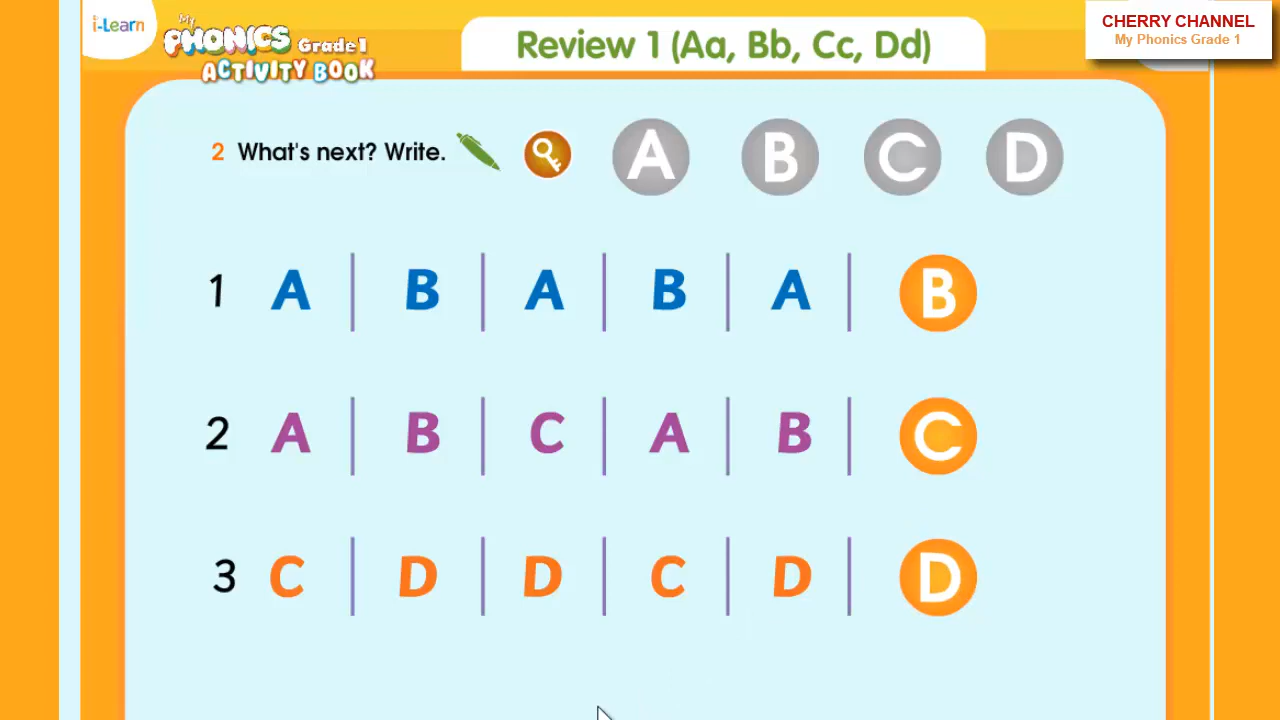 i-Learn
My PHONICS Grade 1
ACTIVITY BOOK
Review 1 (Aa, Bb, Cc, Dd)
CHERRY CHANNEL
My Phonics Grade 1
2 What's next? Write. A B C D
1 A B A B A B
2 A B C A B C
3 C D D C D D